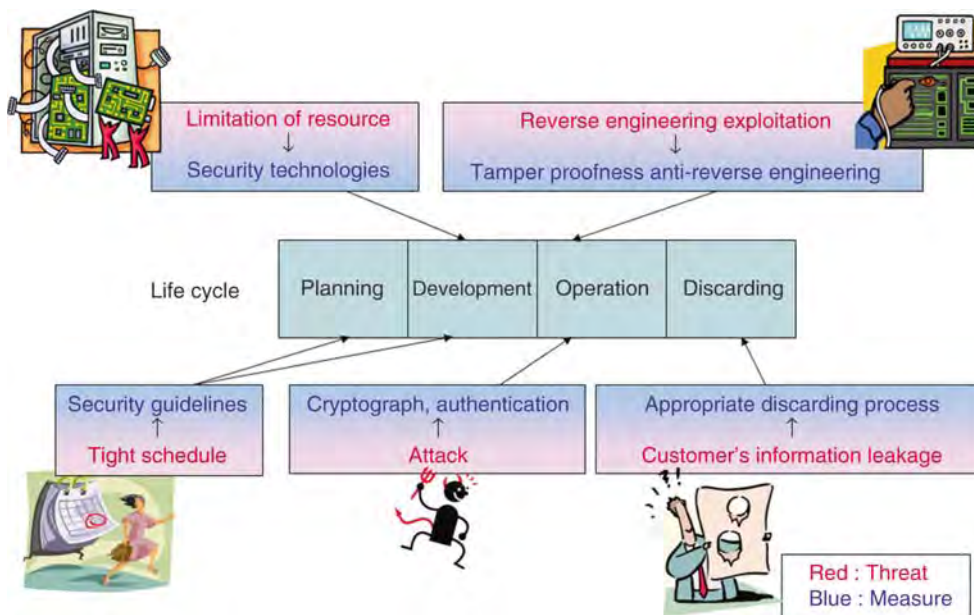 Limitation of resource
↓
Security technologies
Reverse engineering exploitation
↓
Tamper proofness anti-reverse engineering
Life cycle
Planning
Development
Operation
Discarding
Security guidelines
↑
Tight schedule
Cryptograph, authentication
↑
Attack
Appropriate discarding process
↑
Customer's information leakage
?!
Red : Threat
Blue : Measure